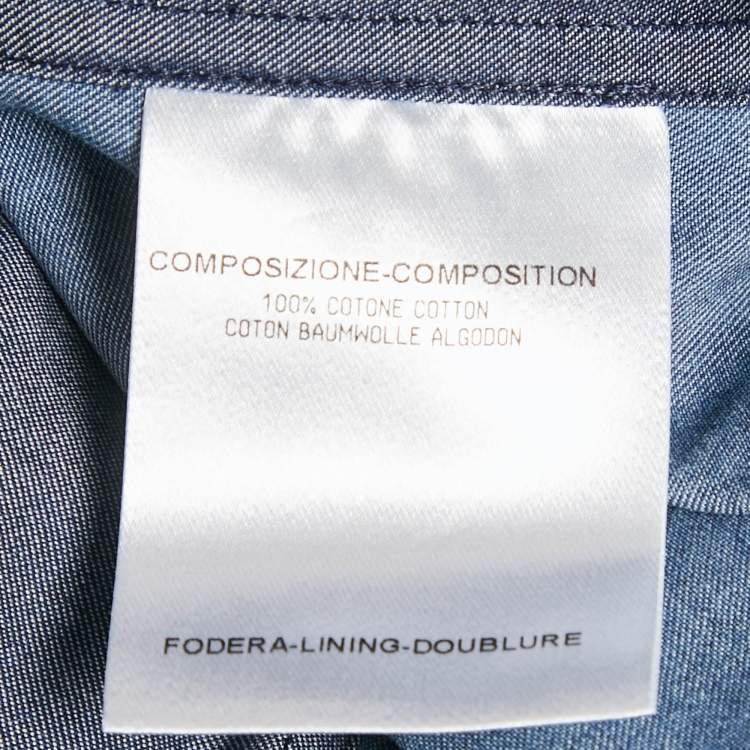 COMPOSIZIONE-COMPOSITION
100% COTONE COTTON
COTON BAUMWOLLE ALGODON
FODERA-LINING-DOUBLURE